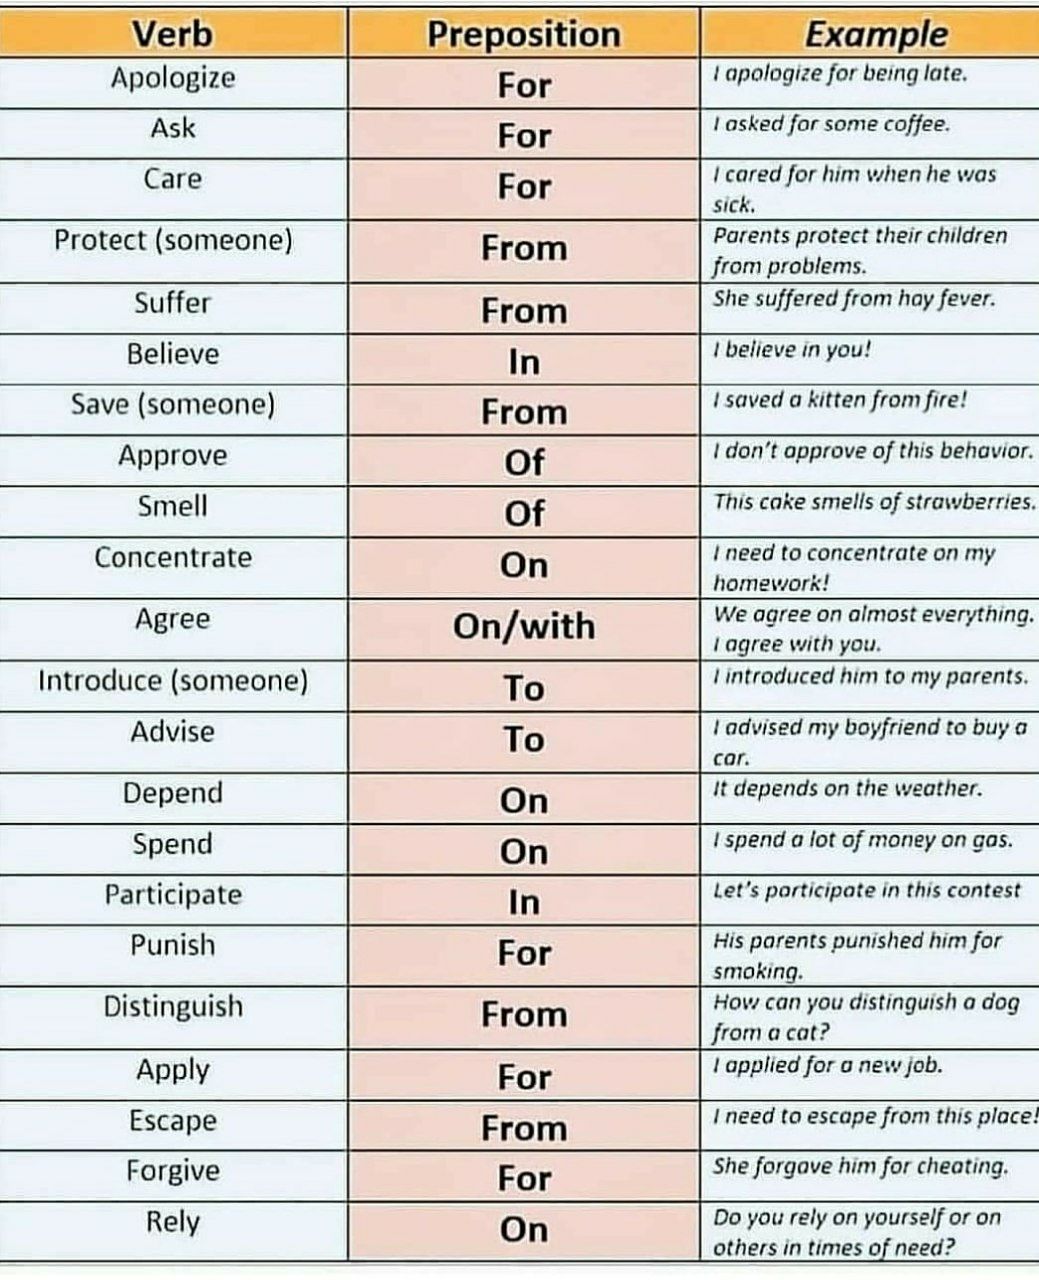 Verb Preposition Example
Apologize For I apologize for being late.
Ask For I asked for some coffee.
Care For I cared for him when he was
sick.
Protect (someone) From Parents protect their children
from problems.
Suffer From She suffered from hay fever.
Believe In I believe in you!
Save (someone) From I saved a kitten from fire!
Approve Of I don't approve of this behavior.
Smell Of This cake smells of strawberries.
Concentrate On I need to concentrate on my
homework!
Agree On/with We agree on almost everything.
I agree with you.
Introduce (someone) To I introduced him to my parents.
Advise To I advised my boyfriend to buy a
car.
Depend On It depends on the weather.
Spend On I spend a lot of money on gas.
Participate In Let's participate in this contest
Punish For His parents punished him for
smoking.
Distinguish From How can you distinguish a dog
from a cat?
Apply For I applied for a new job.
Escape From I need to escape from this place!
Forgive For She forgave him for cheating.
Rely On Do you rely on yourself or on
others in times of need?